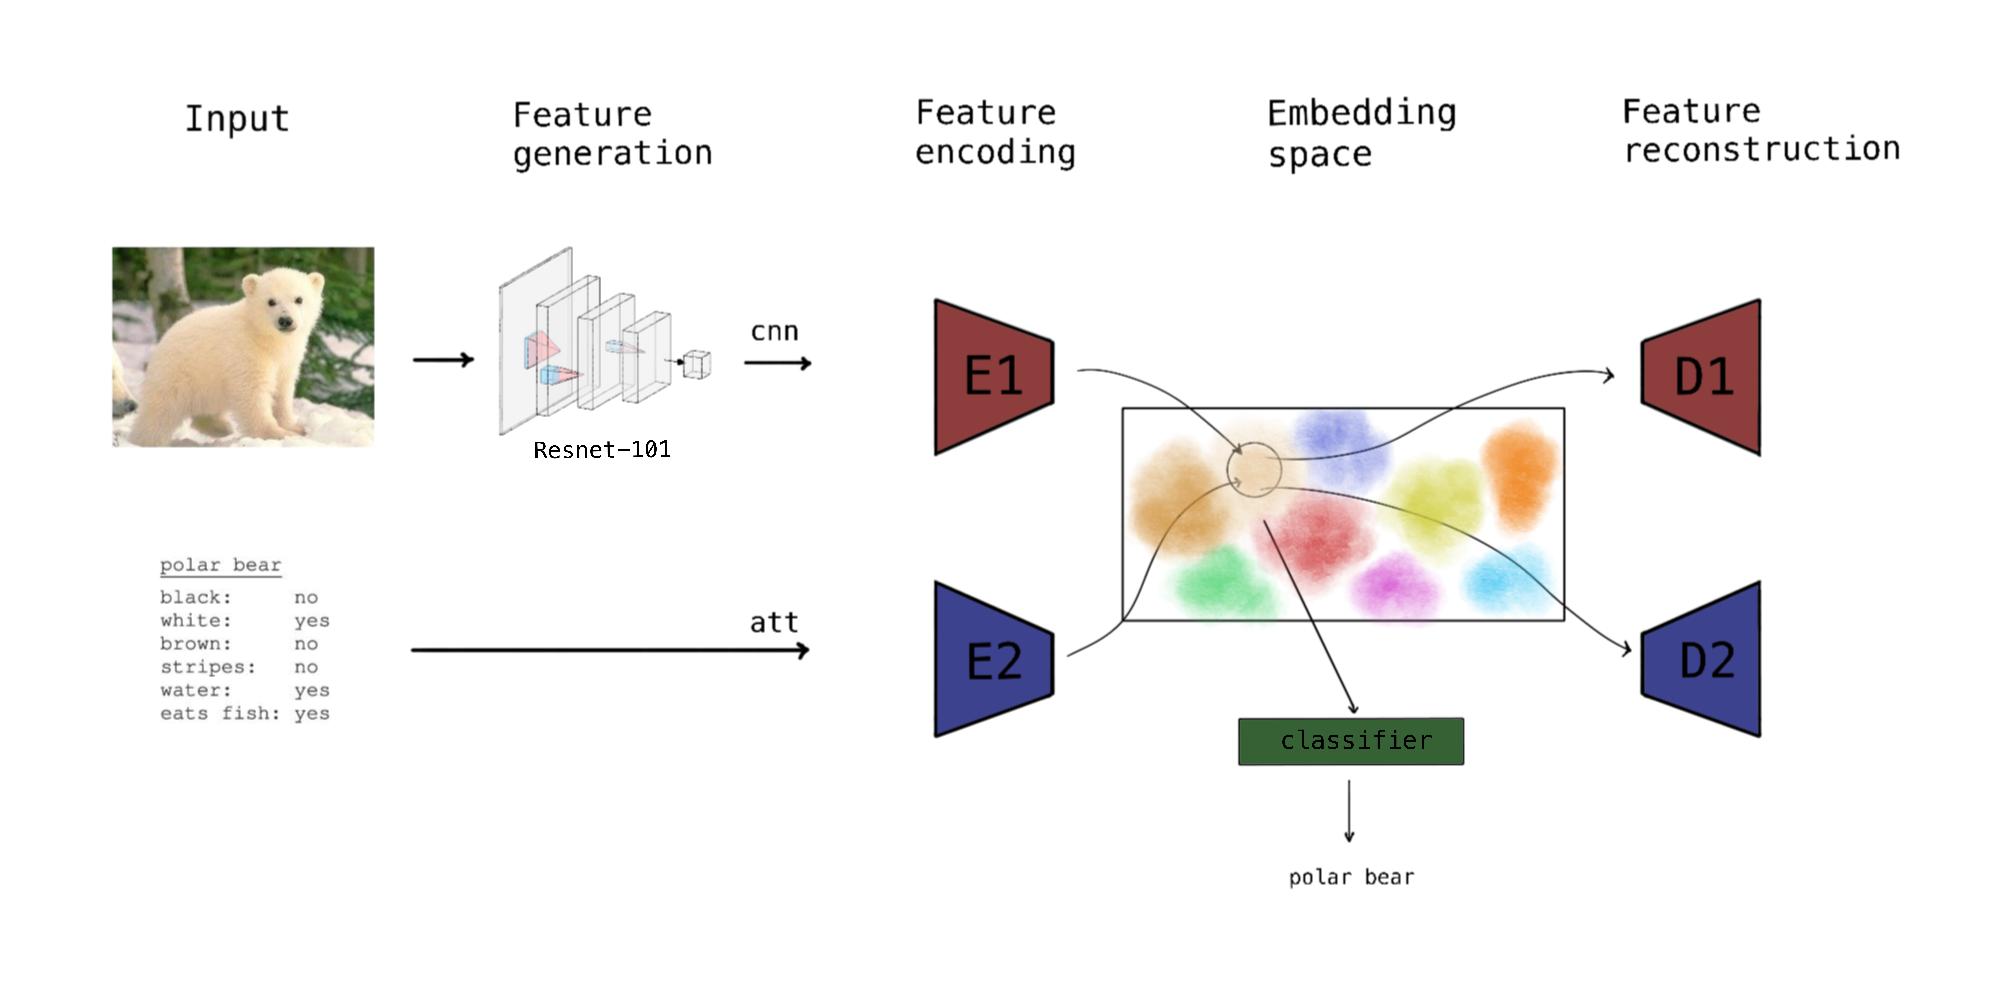 Input
Feature
generation
Feature
encoding
Embedding
space
Feature
reconstruction
cnn
Resnet-101
E1
D1
polar bear
black: no
white: yes
brown: no
stripes: no
water: yes
eats fish: yes
att
E2
D2
classifier
polar bear